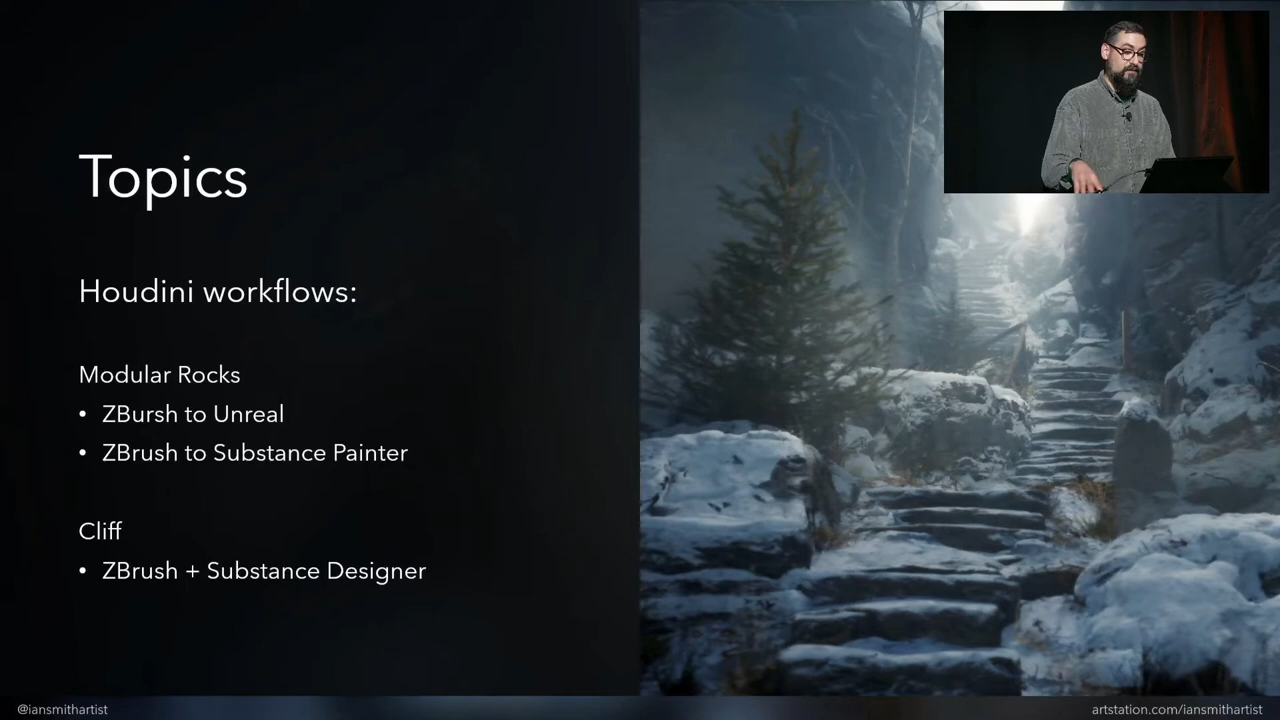 Topics
Houdini workflows:
Modular Rocks
• ZBursh to Unreal
• ZBrush to Substance Painter
Cliff
• ZBrush + Substance Designer
@iansmithartist
artstation.com/iansmithartist